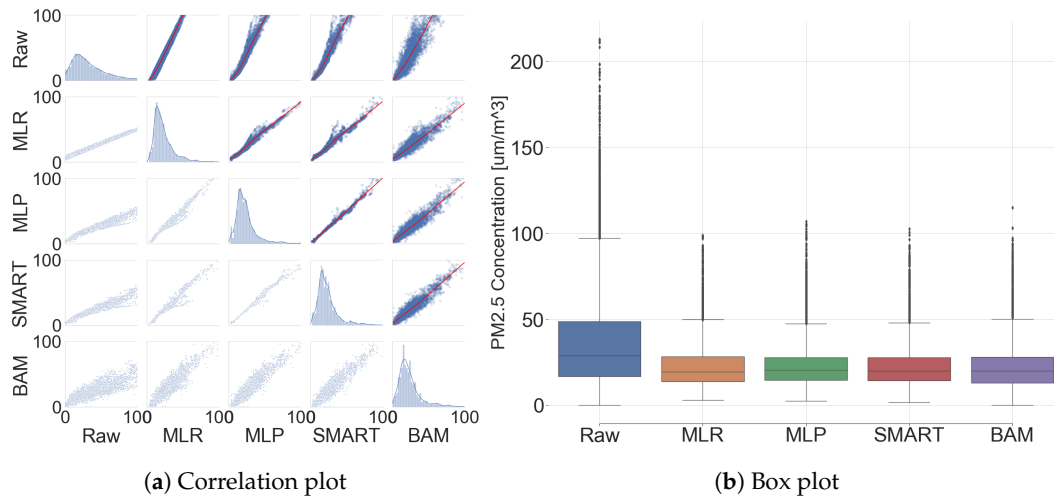 Raw
100
0
MLR
100
0
MLP
100
0
SMART
100
0
BAM
100
0
0 100 100 100 100 100
Raw MLR MLP SMART BAM
(a) Correlation plot
PM2.5 Concentration [um/m^3]
200
150
100
50
0
Raw MLR MLP SMART BAM
(b) Box plot